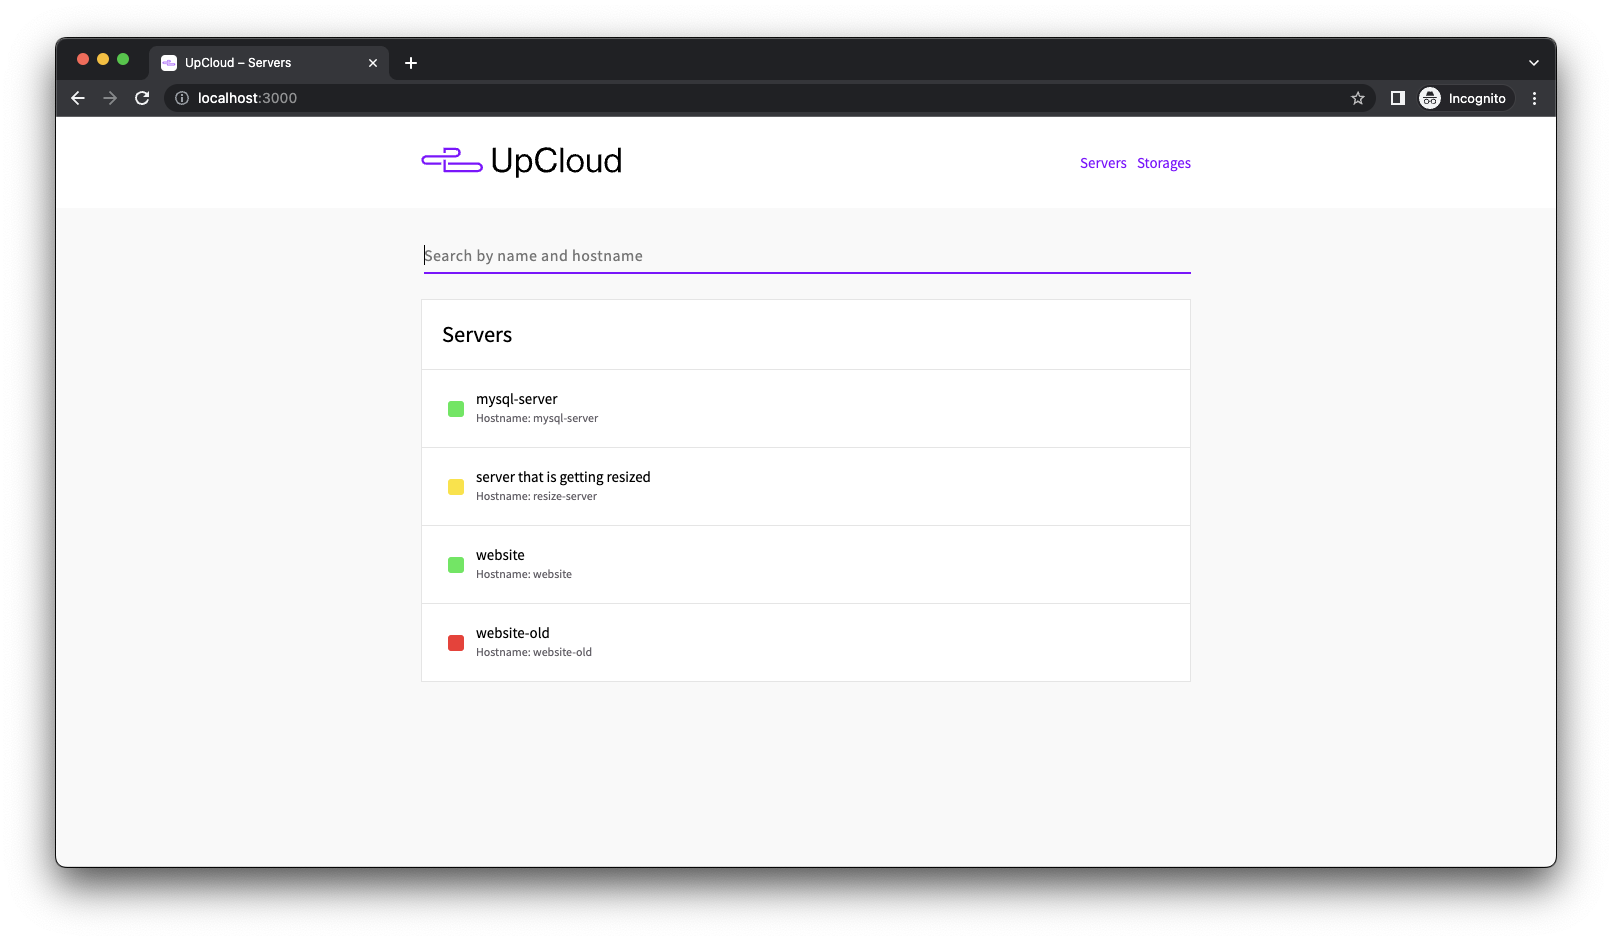 UpCloud – Servers
localhost:3000
Incognito
UpCloud
Servers Storages
Search by name and hostname
Servers
mysql-server
Hostname: mysql-server
server that is getting resized
Hostname: resize-server
website
Hostname: website
website-old
Hostname: website-old